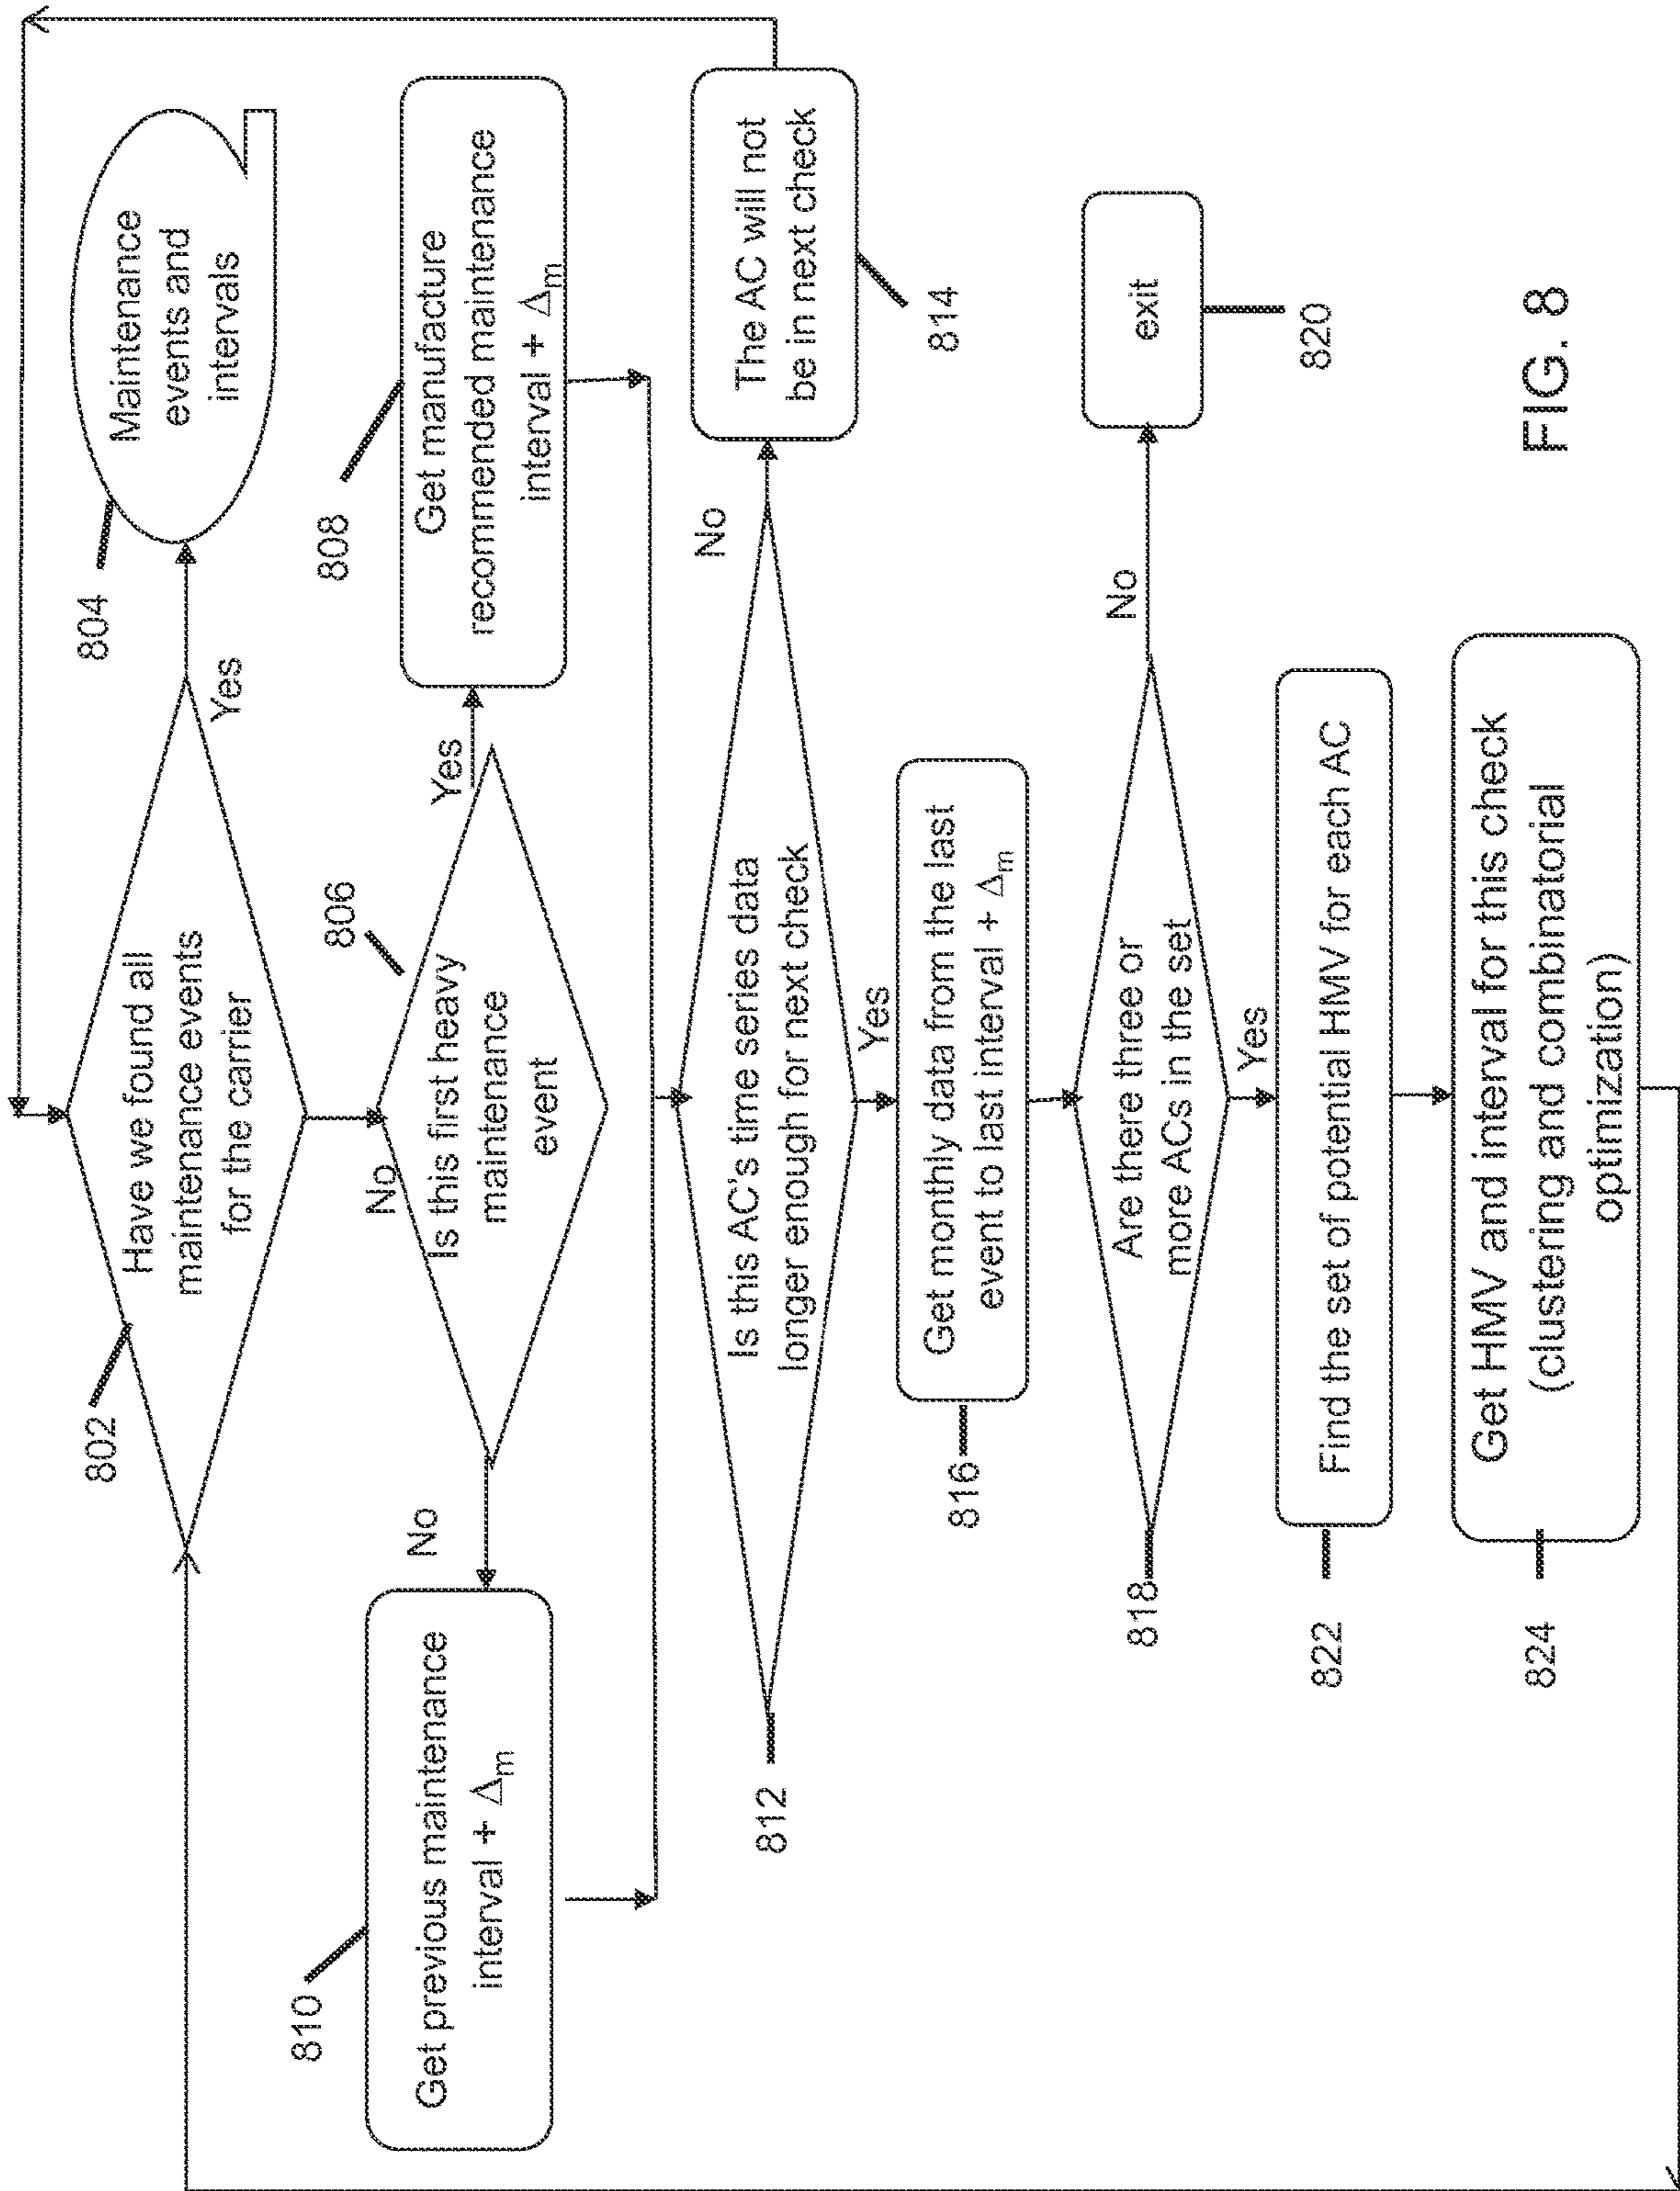 802
Have we found all
maintenance events
for the carrier
Yes
804
Maintenance
events and
intervals
No
806
Is this first heavy
maintenance
event
Yes
808
Get manufacture
recommended maintenance
interval + Δm
No
810
Get previous maintenance
interval + Δm
812
Is this AC's time series data
longer enough for next check
No
The AC will not
be in next check
814
Yes
816
Get monthly data from the last
event to last interval + Δm
818
Are there three or
more ACs in the set
No
exit
820
Yes
822
Find the set of potential HMV for each AC
824
Get HMV and interval for this check
(clustering and combinatorial
optimization)
FIG. 8